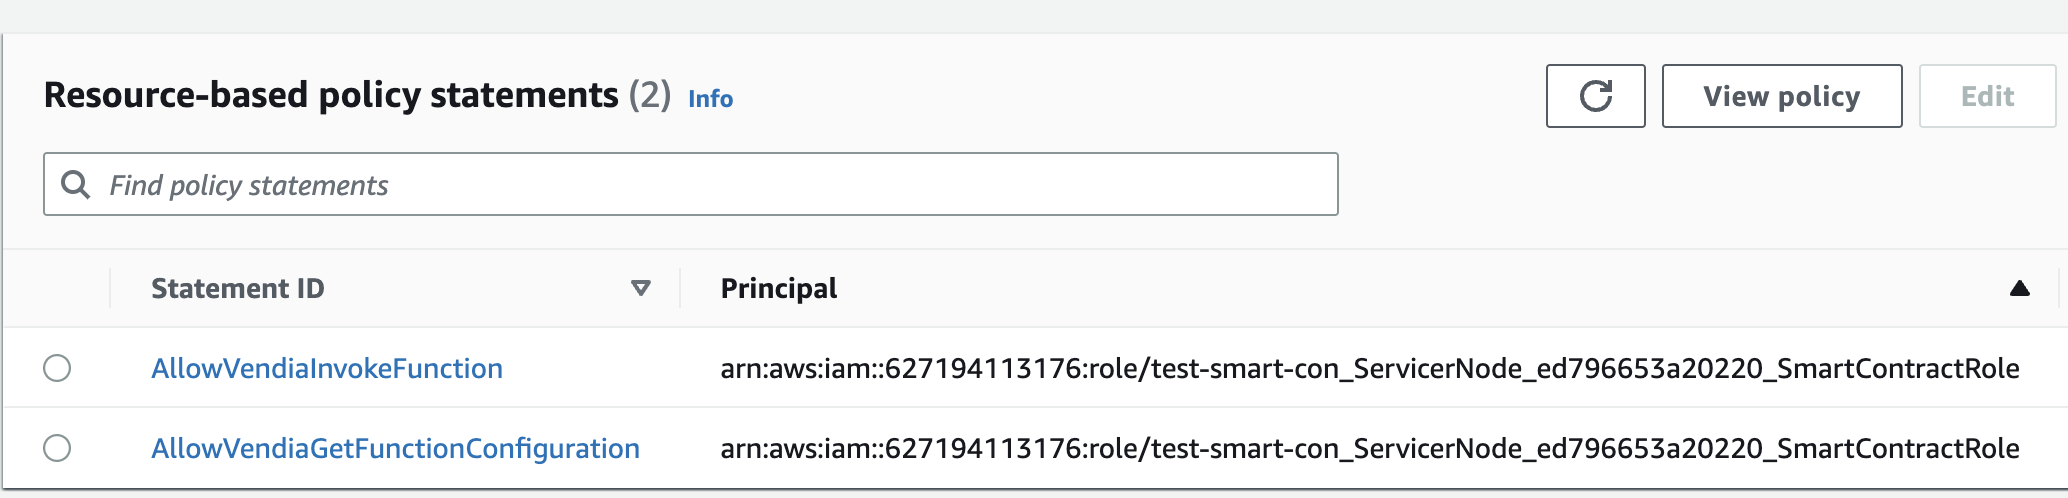 Resource-based policy statements (2) Info
View policy
Edit
Find policy statements
Statement ID Principal
AllowVendiaInvokeFunction arn:aws:iam::627194113176:role/test-smart-con_ServicerNode_ed796653a20220_SmartContractRole
AllowVendiaGetFunctionConfiguration arn:aws:iam::627194113176:role/test-smart-con_ServicerNode_ed796653a20220_SmartContractRole